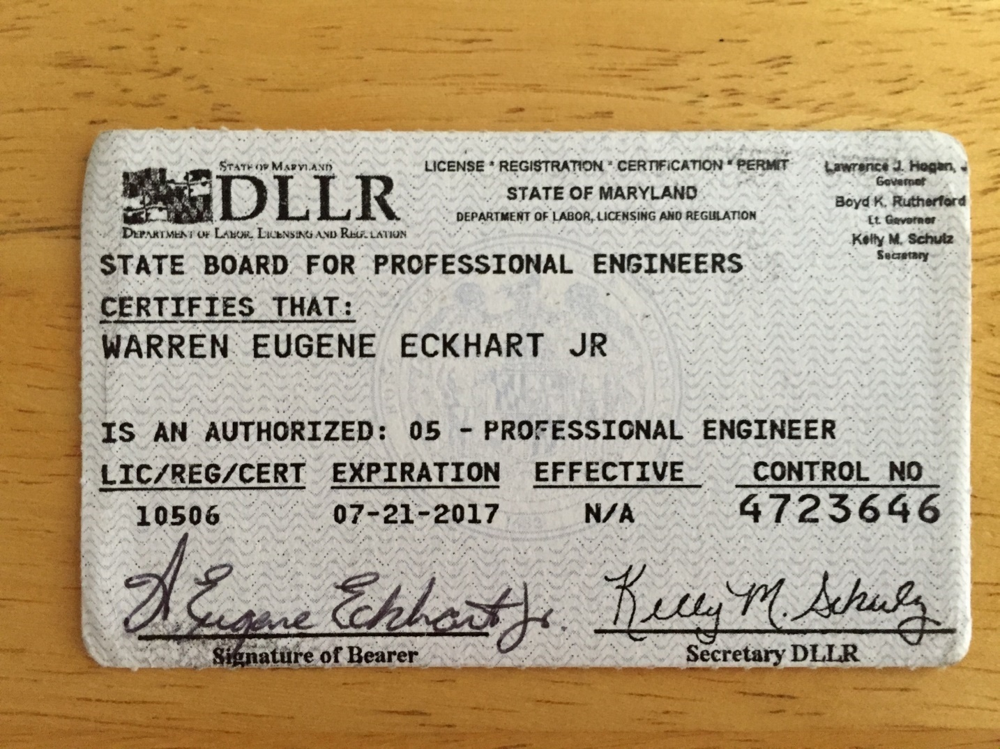 STATE OF MARYLAND
DLLR
DEPARTMENT OF LABOR, LICENSING AND REGULATION
LICENSE * REGISTRATION * CERTIFICATION * PERMIT
STATE OF MARYLAND
DEPARTMENT OF LABOR, LICENSING AND REGULATION
Lawrence J. Hogan,
Governor
Boyd K. Rutherford
Lt. Governor
Kelly M. Schulz
Secretary
STATE BOARD FOR PROFESSIONAL ENGINEERS
CERTIFIES THAT:
WARREN EUGENE ECKHART JR
IS AN AUTHORIZED: 05 - PROFESSIONAL ENGINEER
LIC/REG/CERT EXPIRATION EFFECTIVE CONTROL NO
10506 07-21-2017 N/A 4723646
W. Eugene Eckhart Jr. Kelly M. Schulz
Signature of Bearer Secretary DLLR